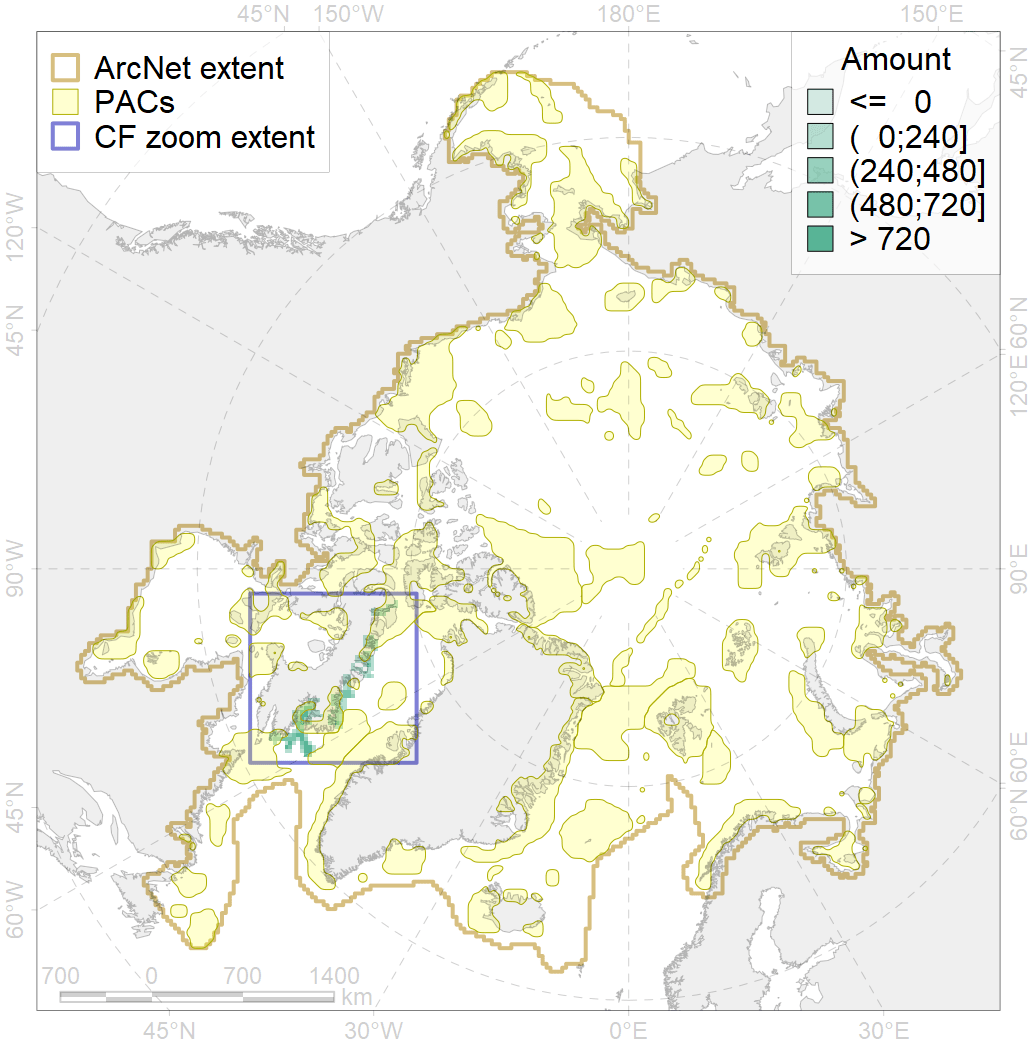 45°N 150°W 180°E 150°E
ArcNet extent
PACs
CF zoom extent
Amount
<= 0
( 0;240]
(240;480]
(480;720]
> 720
45°N
120°W
45°N
60°N
120°E
90°W
90°E
45°N
60°N
60°W
700 0 700 1400
km
45°N 30°W 0°E 30°E